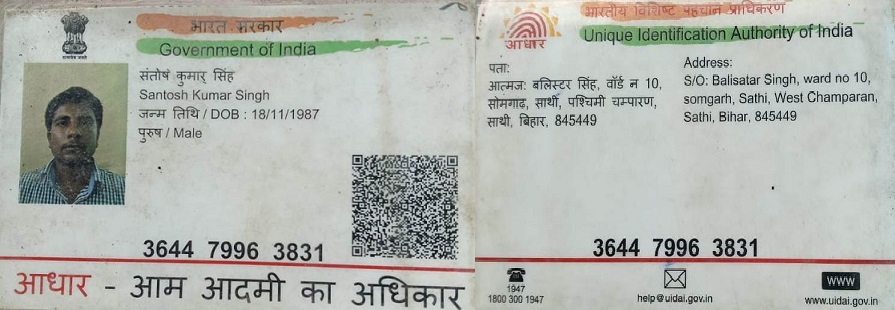 भारत सरकार
Government of India
संतोष कुमार सिंह
Santosh Kumar Singh
जन्म तिथि / DOB : 18/11/1987
पुरुष / Male
3644 7996 3831
आधार - आम आदमी का अधिकार
भारतीय विशिष्ट पहचान प्राधिकरण
आधार
Unique Identification Authority of India
पता:
आत्मज: बलिस्टर सिंह, वॉर्ड न 10,
सोमगढ, साथी, पश्चिमी चम्पारण,
साथी, बिहार, 845449
Address:
S/O: Balisatar Singh, ward no 10,
somgarh, Sathi, West Champaran,
Sathi, Bihar, 845449
3644 7996 3831
1947
1800 300 1947
help@uidai.gov.in
www
www.uidai.gov.in